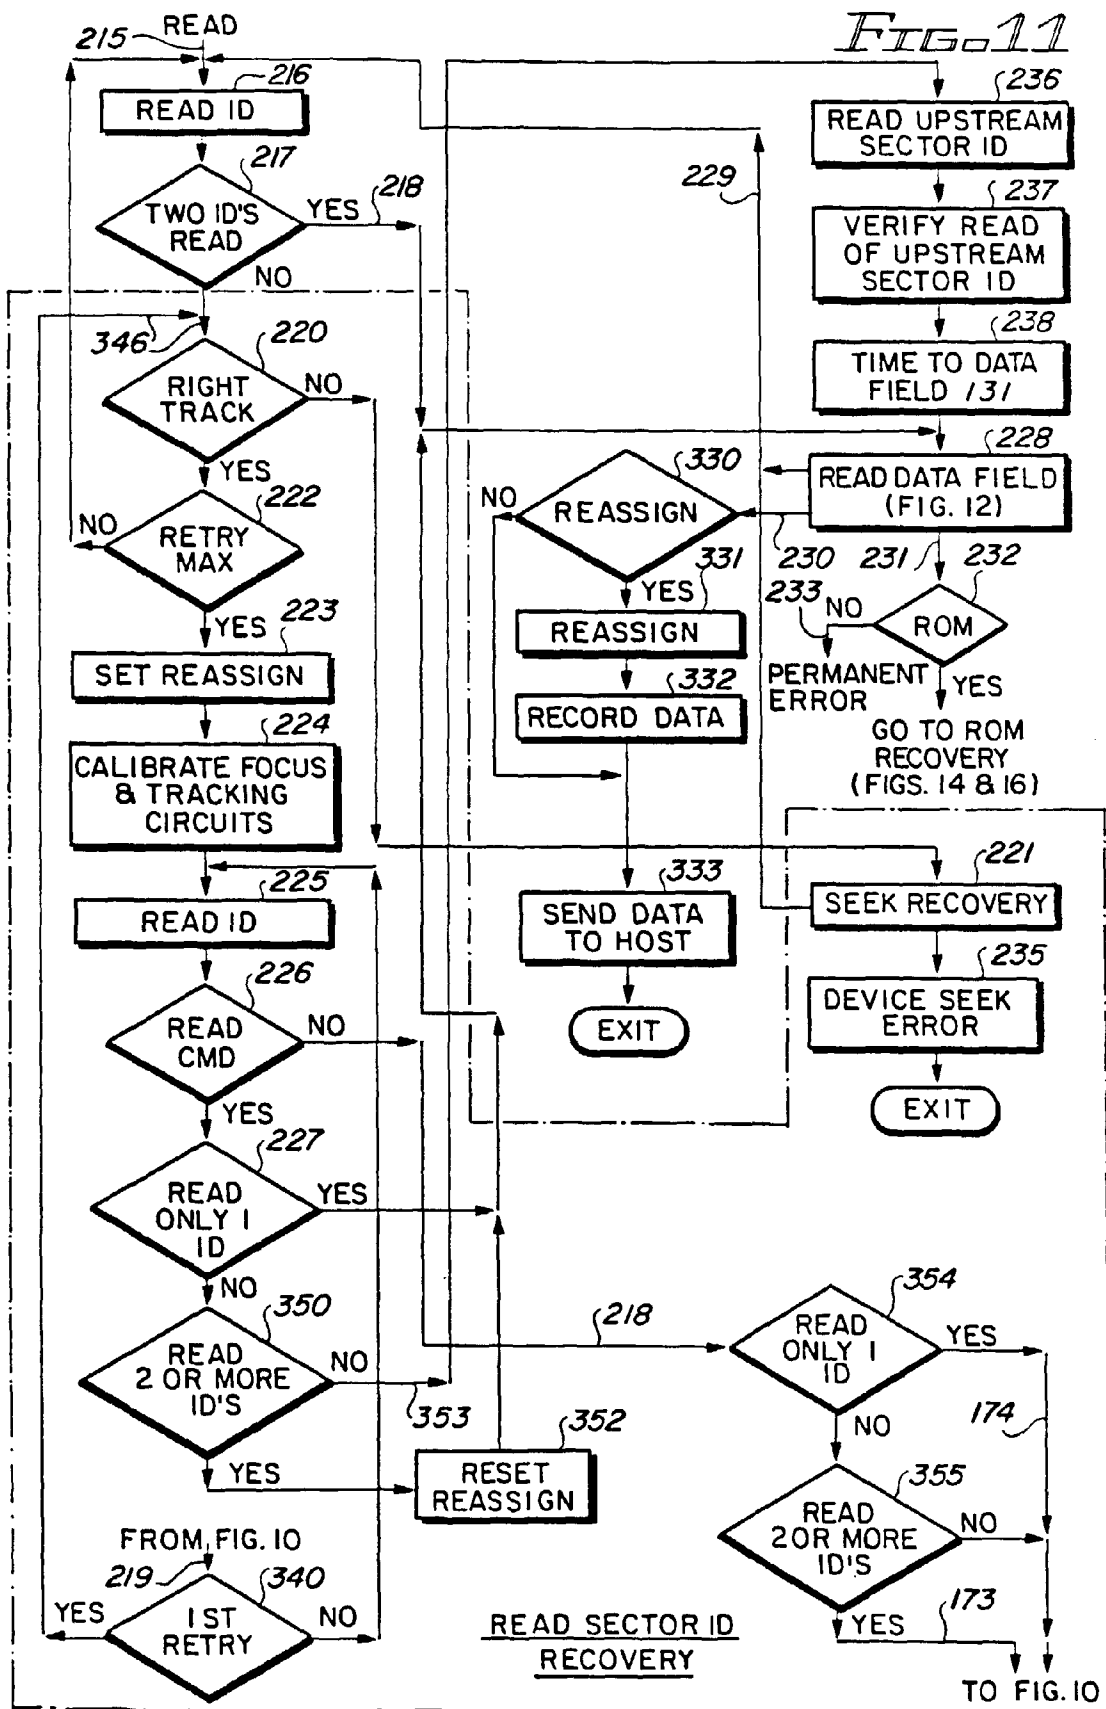 FIG. 11
READ
215
216
READ ID
217
TWO ID'S
READ
YES
218
NO
346
220
RIGHT
TRACK
NO
YES
222
RETRY
MAX
NO
YES
223
SET REASSIGN
224
CALIBRATE FOCUS
& TRACKING
CIRCUITS
225
READ ID
226
READ
CMD
NO
YES
227
READ
ONLY 1
ID
YES
NO
350
READ
2 OR MORE
ID'S
NO
353
YES
352
RESET
REASSIGN
FROM FIG. 10
219
340
1ST
RETRY
YES
NO
236
READ UPSTREAM
SECTOR ID
229
237
VERIFY READ
OF UPSTREAM
SECTOR ID
238
TIME TO DATA
FIELD 131
228
READ DATA FIELD
(FIG. 12)
230
231
232
ROM
NO
233
PERMANENT
ERROR
YES
GO TO ROM
RECOVERY
(FIGS. 14 & 16)
330
REASSIGN
NO
YES
331
REASSIGN
332
RECORD DATA
333
SEND DATA
TO HOST
EXIT
221
SEEK RECOVERY
235
DEVICE SEEK
ERROR
EXIT
218
354
READ
ONLY 1
ID
YES
NO
174
355
READ
2 OR MORE
ID'S
NO
YES
173
TO FIG. 10
READ SECTOR ID
RECOVERY